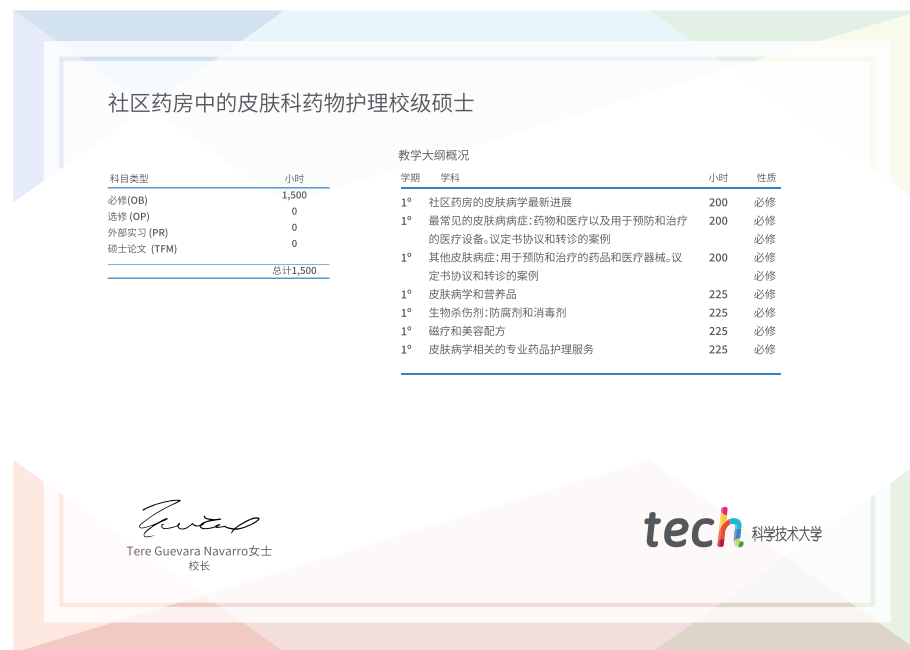 社区药房中的皮肤科药物护理校级硕士
科目类型 小时
必修(OB) 1,500
选修 (OP) 0
外部实习 (PR) 0
硕士论文 (TFM) 0
总计1,500
教学大纲概况
学期 学科 小时 性质
1º 社区药房的皮肤病学最新进展 200 必修
1º 最常见的皮肤病病症：药物和医疗以及用于预防和治疗 200 必修
的医疗设备。议定书协议和转诊的案例 必修
1º 其他皮肤病症：用于预防和治疗的药品和医疗器械。议 200 必修
定书协议和转诊的案例 必修
1º 皮肤病学和营养品 225 必修
1º 生物杀伤剂：防腐剂和消毒剂 225 必修
1º 磁疗和美容配方 225 必修
1º 皮肤病学相关的专业药品护理服务 225 必修
Tere Guevara Navarro女士
校长
tech 科学技术大学